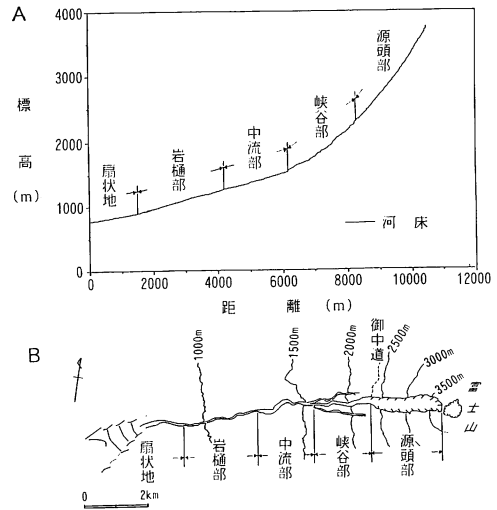 A
4000
3000
2000
1000
0
標
高
(m)
扇状地
岩樋部
中流部
峡谷部
源頭部
河 床
0
2000
4000
6000
8000
10000
12000
距 離 (m)
B
1000m
1500m
2000m
御中道
2500m
3000m
3500m
富士山
扇状地
岩樋部
中流部
峡谷部
源頭部
0
2km